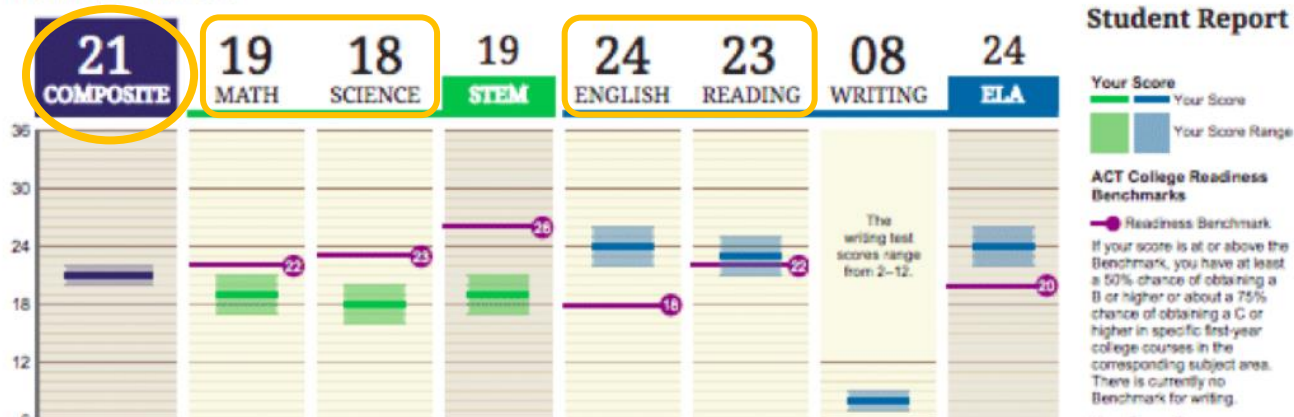 Student Report
21 19 18 19 24 23 08 24
COMPOSITE MATH SCIENCE STEM ENGLISH READING WRITING ELA
Your Score
Your Score
Your Score Range
ACT College Readiness
Benchmarks
Readiness Benchmark
If your score is at or above the
Benchmark, you have at least
a 50% chance of obtaining a
B or higher or about a 75%
chance of obtaining a C or
higher in specific first-year
college courses in the
corresponding subject area.
There is currently no
Benchmark for writing.
36
30
24
18
12
22
23
26
18
22
The
writing test
scores range
from 2–12.
20